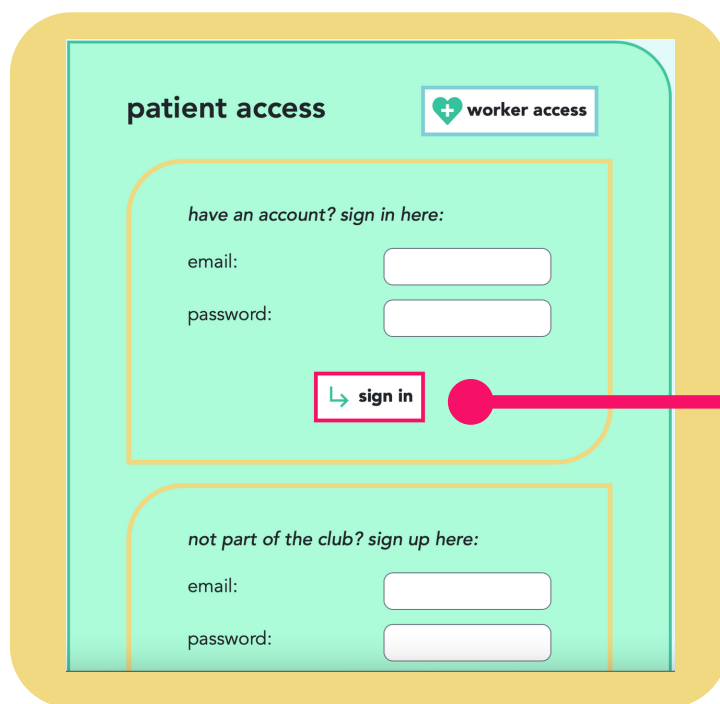 patient access
worker access
have an account? sign in here:
email:
password:
sign in
not part of the club? sign up here:
email:
password: